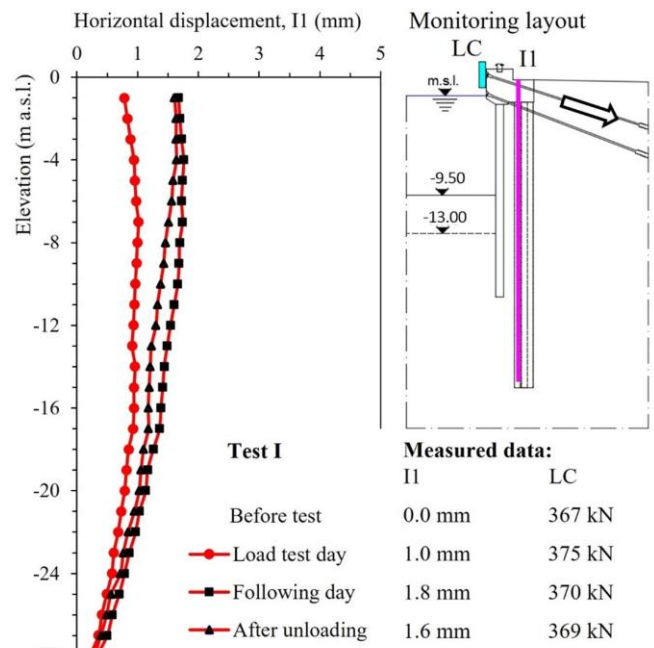 Horizontal displacement, I1 (mm)
0 1 2 3 4 5
Elevation (m a.s.l.)
0
-4
-8
-12
-16
-20
-24
Monitoring layout
LC I1
m.s.l.
-9.50
-13.00
Test I
Measured data:
I1 LC
Before test 0.0 mm 367 kN
Load test day 1.0 mm 375 kN
Following day 1.8 mm 370 kN
After unloading 1.6 mm 369 kN